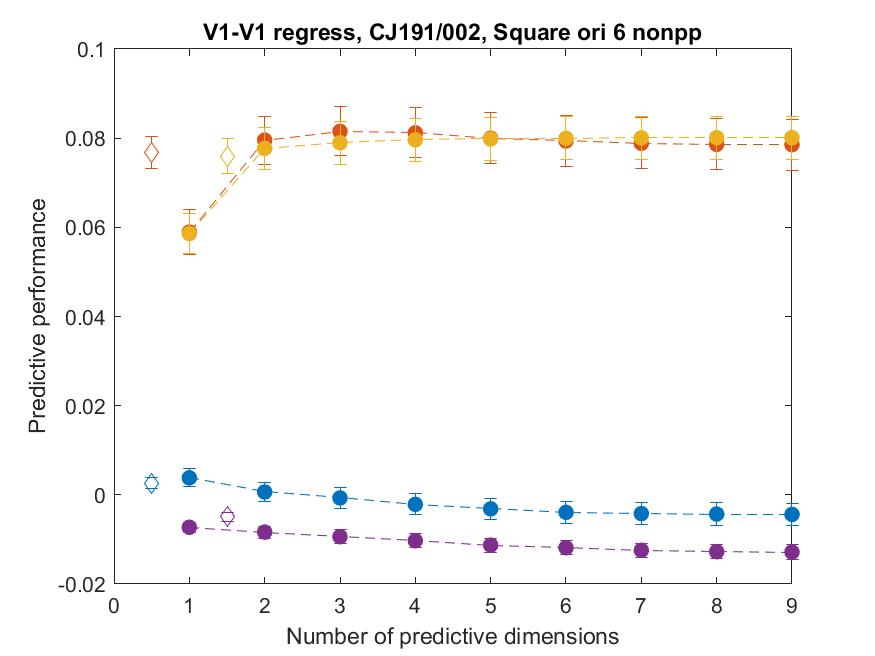 V1-V1 regress, CJ191/002, Square ori 6 nonpp
Predictive performance
0.1
0.08
0.06
0.04
0.02
0
-0.02
0 1 2 3 4 5 6 7 8 9
Number of predictive dimensions